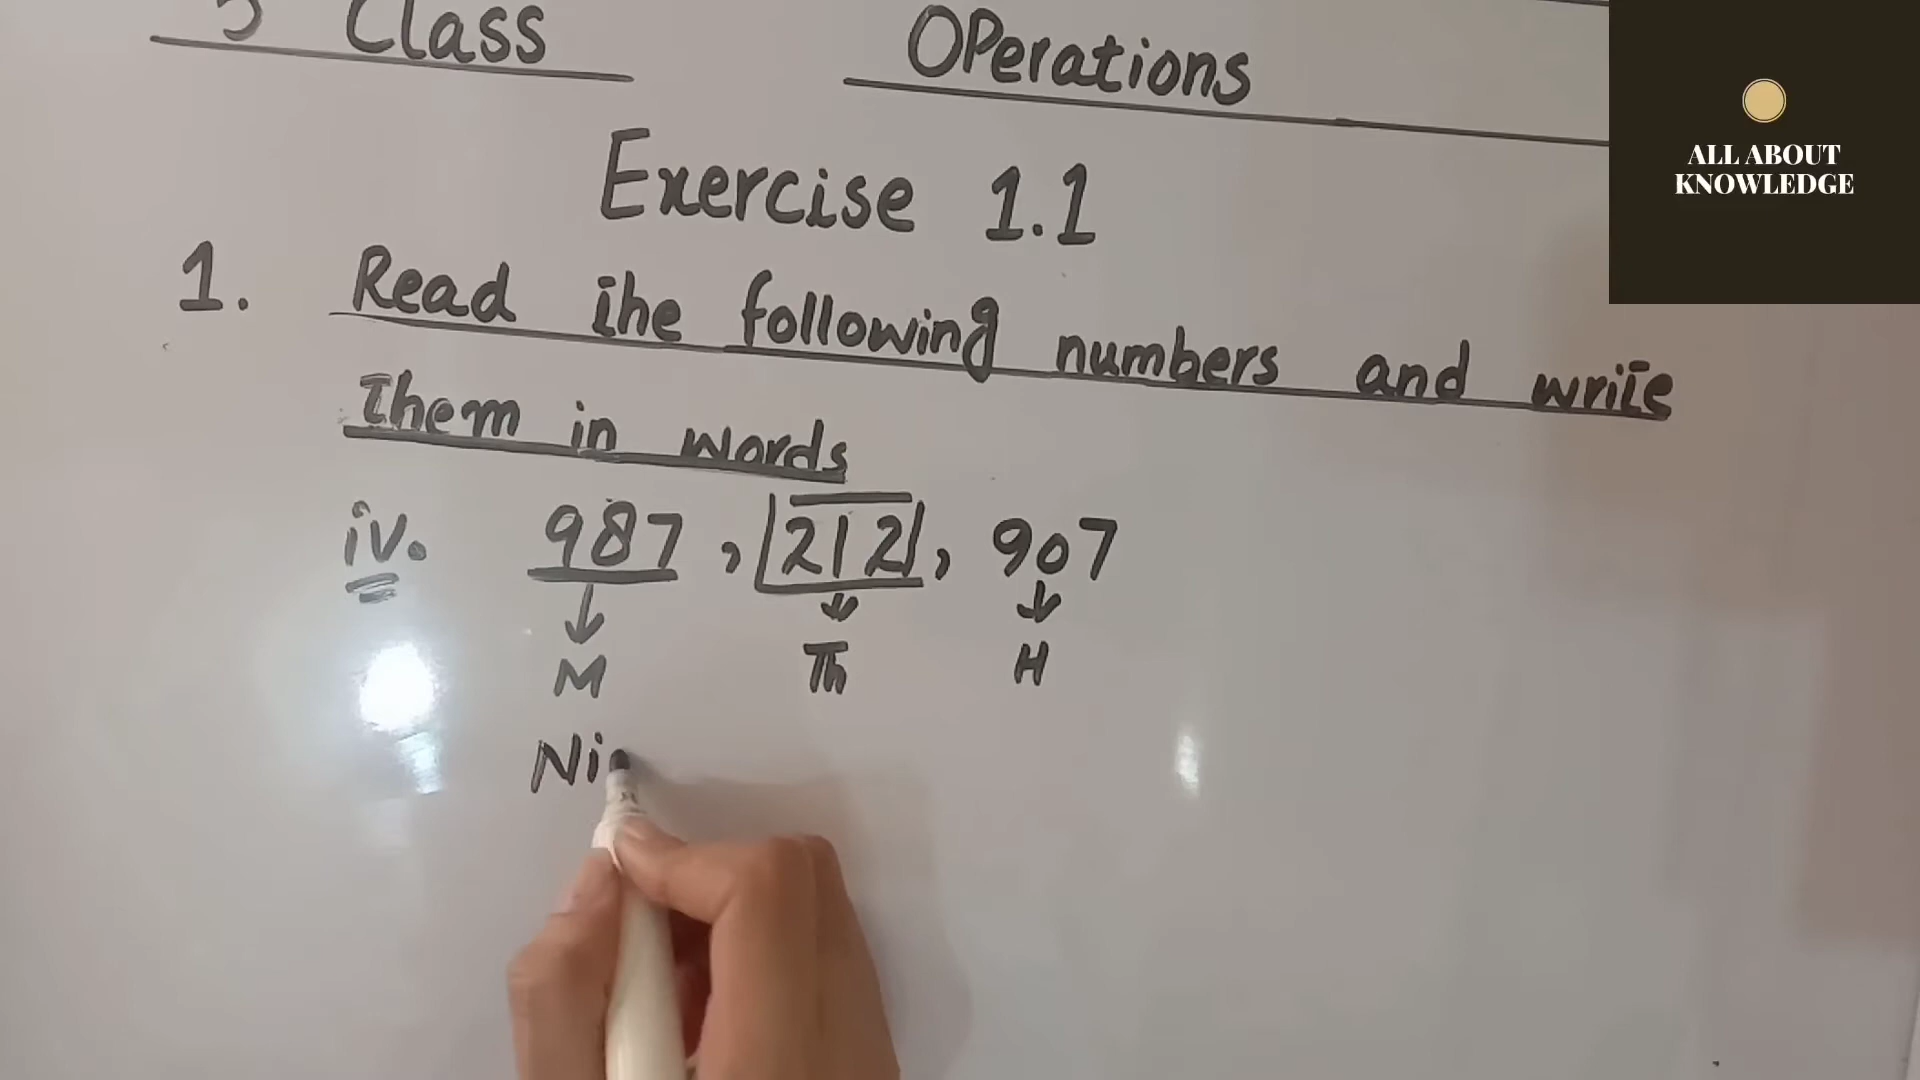 5 Class Operations
ALL ABOUT
KNOWLEDGE
Exercise 1.1
1. Read the following numbers and write
them in words
iv. 987 , 212 , 907
M Th H
Ni